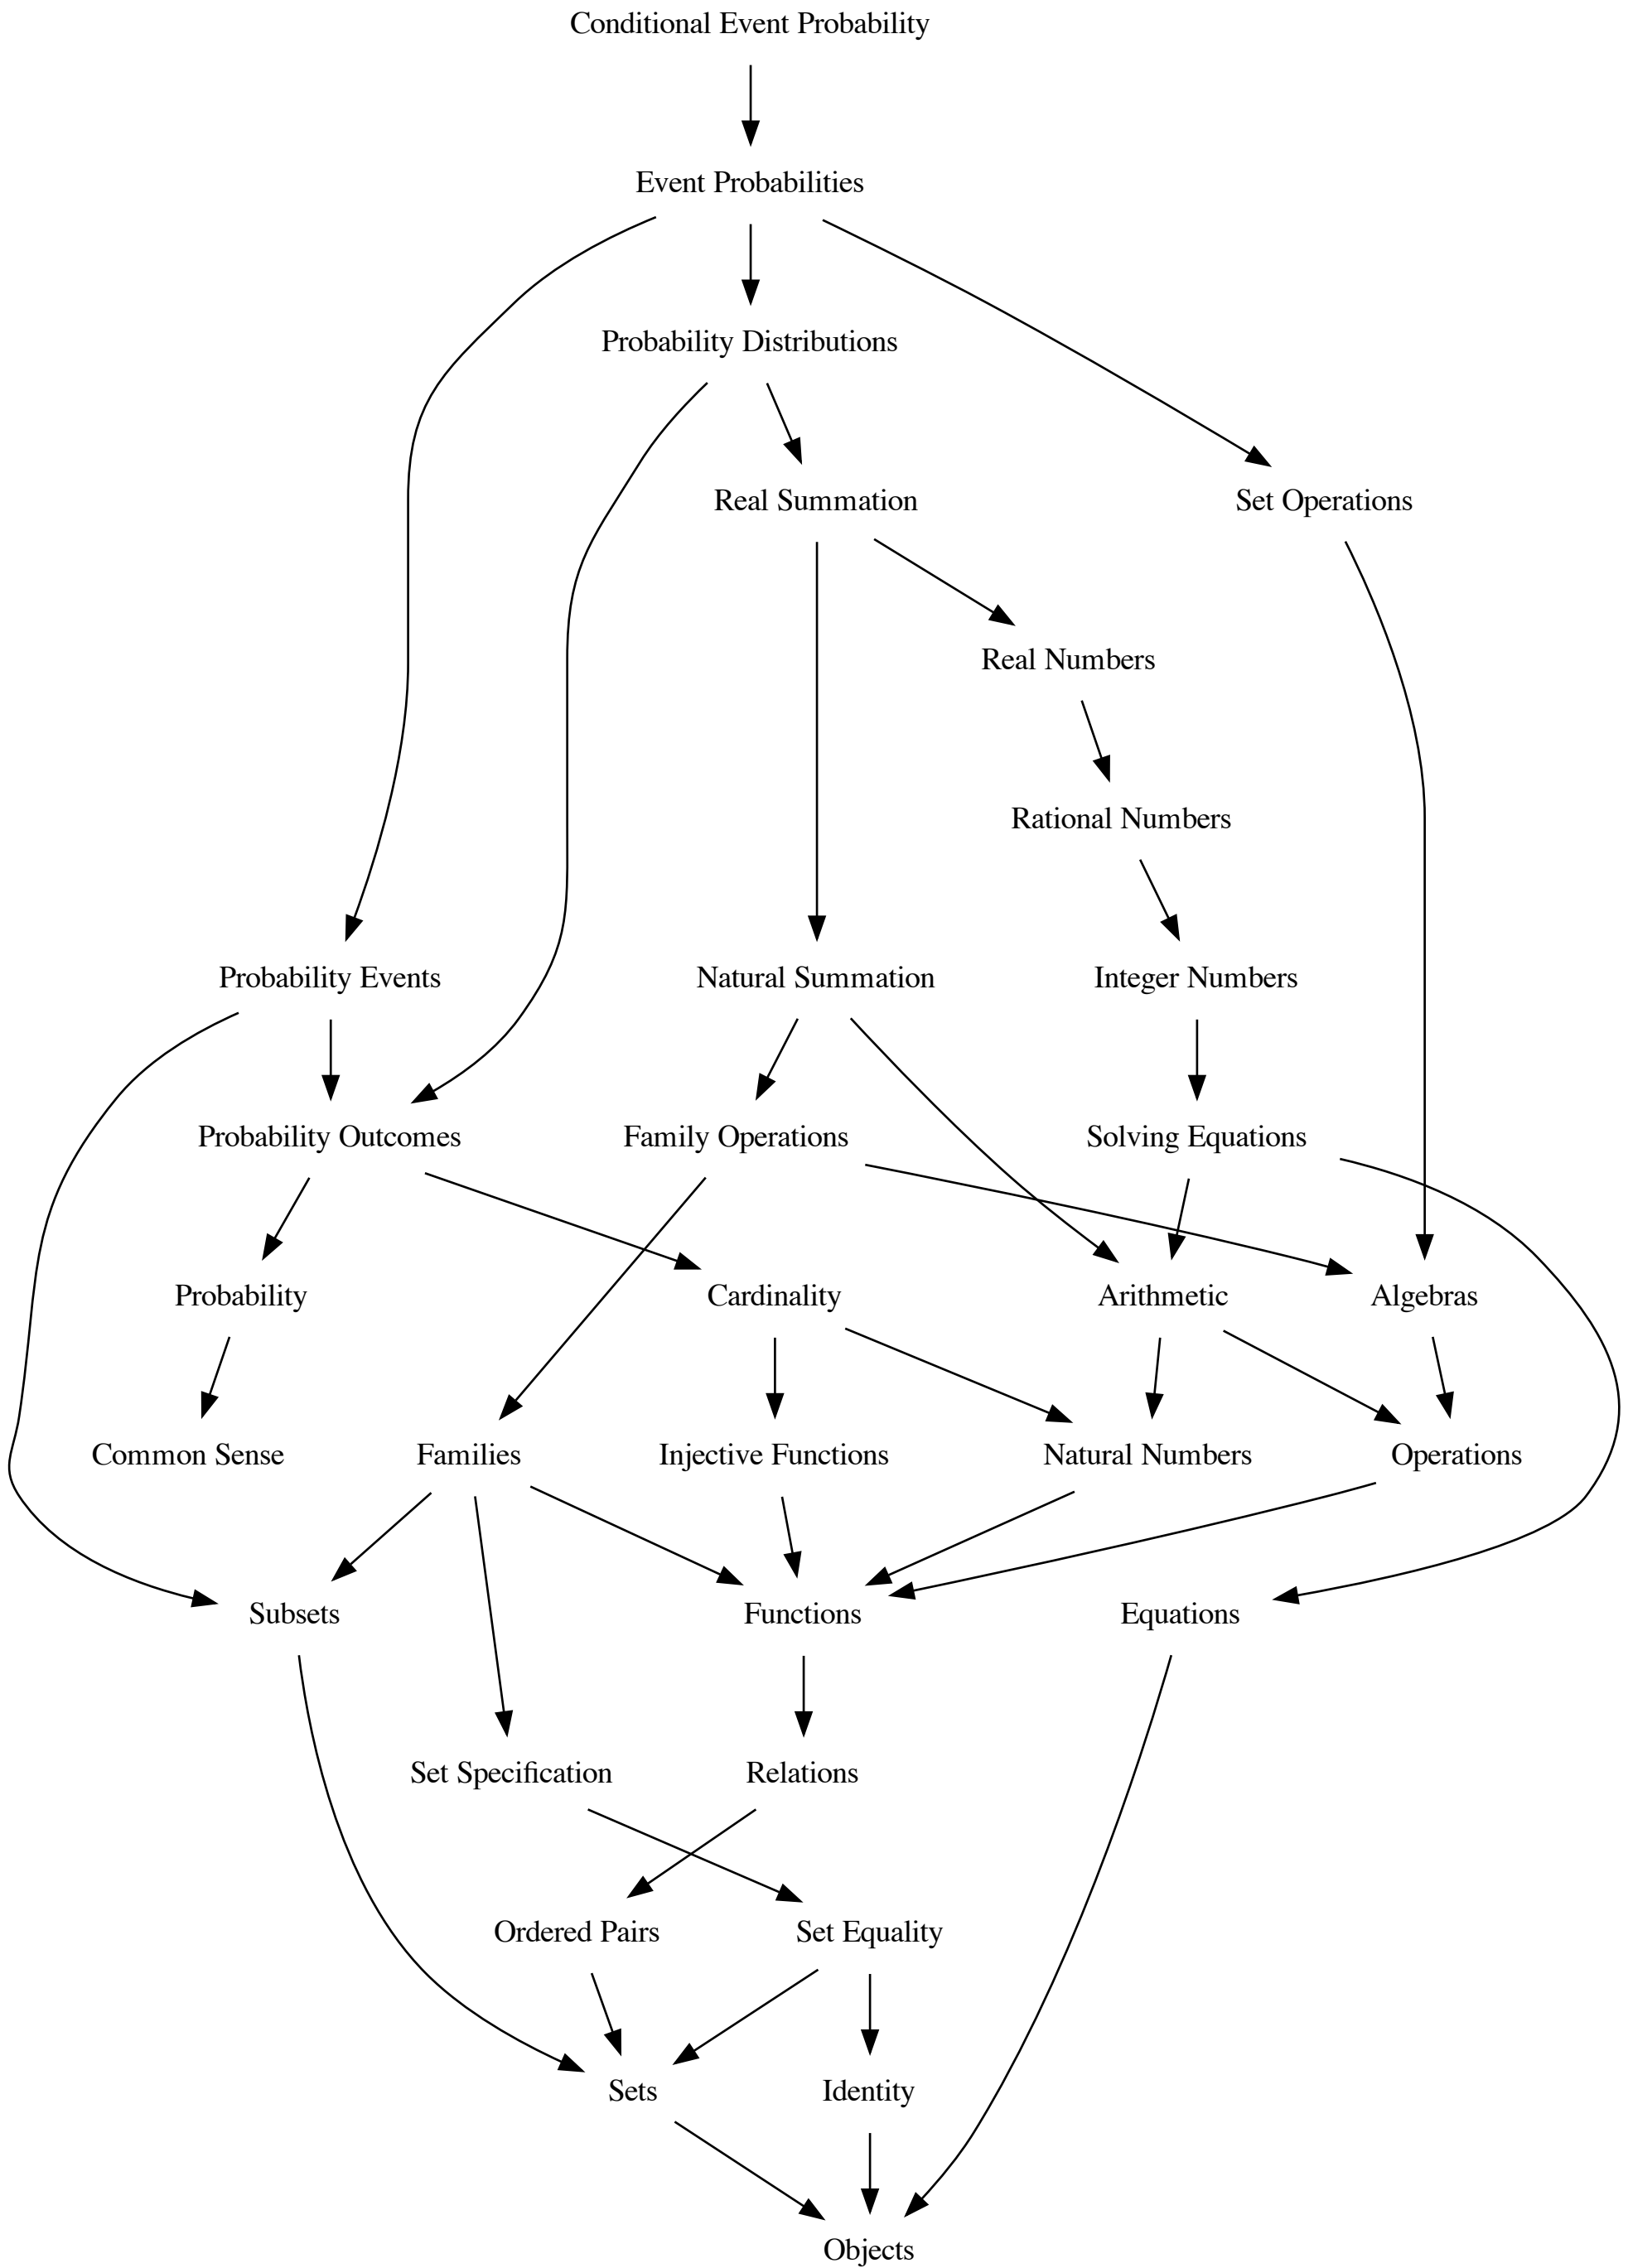 Conditional Event Probability
Event Probabilities
Probability Distributions
Real Summation
Set Operations
Real Numbers
Rational Numbers
Probability Events
Natural Summation
Integer Numbers
Probability Outcomes
Family Operations
Solving Equations
Probability
Cardinality
Arithmetic
Algebras
Common Sense
Families
Injective Functions
Natural Numbers
Operations
Subsets
Functions
Equations
Set Specification
Relations
Ordered Pairs
Set Equality
Sets
Identity
Objects